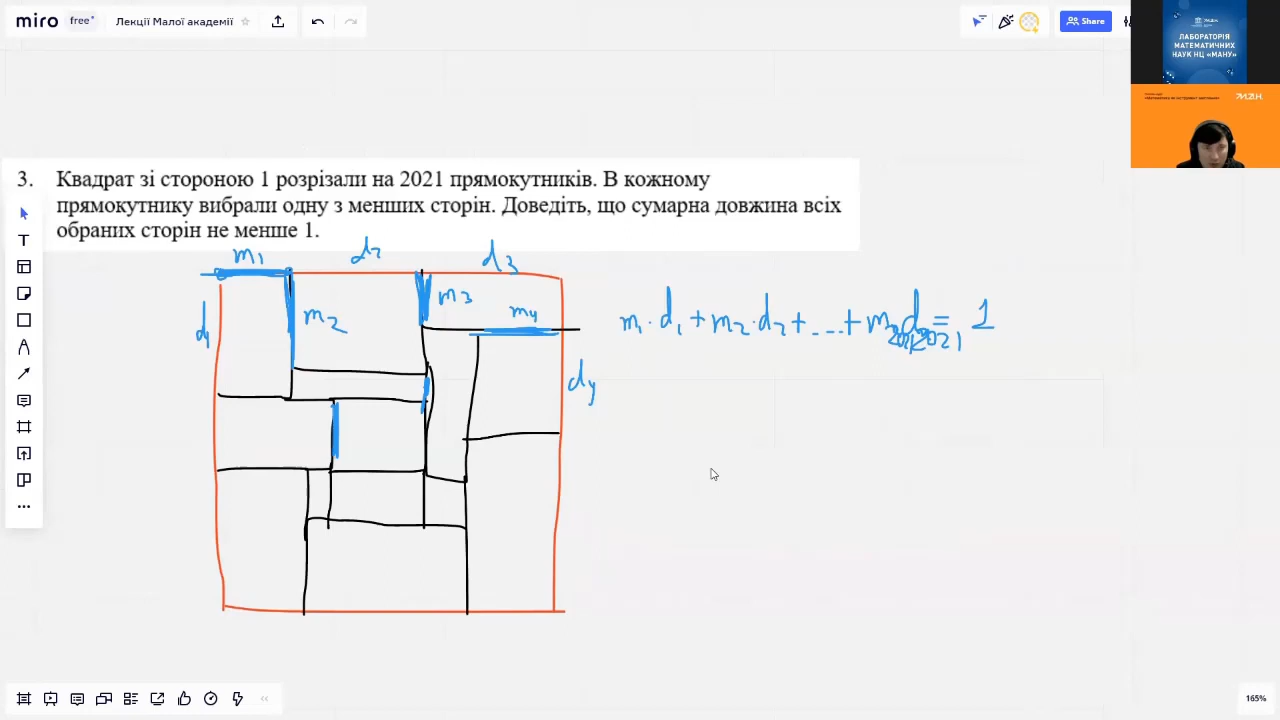 miro free Лекції Малої академії Share
ЛАБОРАТОРІЯ
МАТЕМАТИЧНИХ
НАУК НЦ «МАНУ»
3. Квадрат зі стороною 1 розрізали на 2021 прямокутників. В кожному
прямокутнику вибрали одну з менших сторін. Доведіть, що сумарна довжина всіх
обраних сторін не менше 1.
m₁ d₂ d₃
d₁ m₂ m₃ m₄
d₄
m₁·d₁+m₂·d₂+...+m₂₀₂₁d₂₀₂₁=1
165%